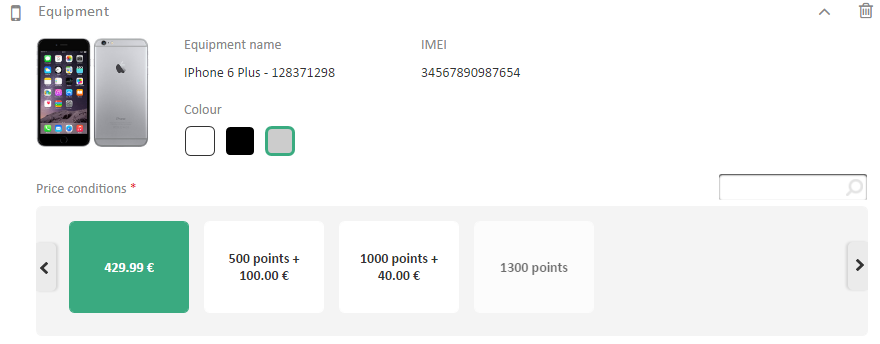 Equipment
Equipment name
IMEI
IPhone 6 Plus - 128371298
34567890987654
Colour
Price conditions *
429.99 €
500 points +
100.00 €
1000 points +
40.00 €
1300 points